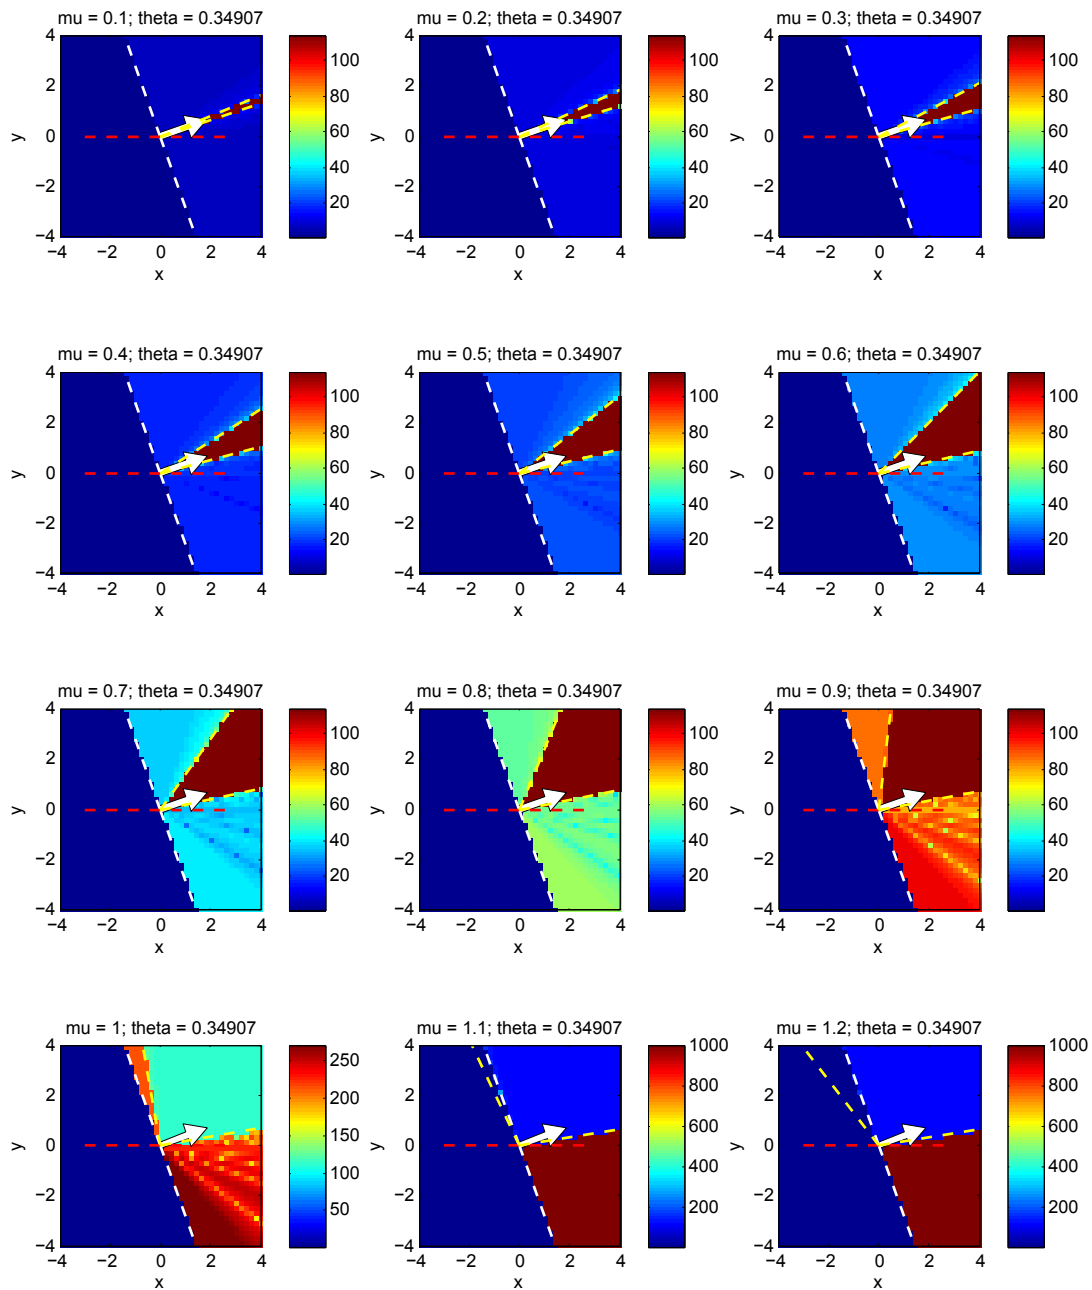 mu = 0.1; theta = 0.34907
mu = 0.2; theta = 0.34907
mu = 0.3; theta = 0.34907
4
2
0
−2
−4
y
−4 −2 0 2 4
x
100
80
60
40
20
4
2
0
−2
−4
y
−4 −2 0 2 4
x
100
80
60
40
20
4
2
0
−2
−4
y
−4 −2 0 2 4
x
100
80
60
40
20
mu = 0.4; theta = 0.34907
mu = 0.5; theta = 0.34907
mu = 0.6; theta = 0.34907
4
2
0
−2
−4
y
−4 −2 0 2 4
x
100
80
60
40
20
4
2
0
−2
−4
y
−4 −2 0 2 4
x
100
80
60
40
20
4
2
0
−2
−4
y
−4 −2 0 2 4
x
100
80
60
40
20
mu = 0.7; theta = 0.34907
mu = 0.8; theta = 0.34907
mu = 0.9; theta = 0.34907
4
2
0
−2
−4
y
−4 −2 0 2 4
x
100
80
60
40
20
4
2
0
−2
−4
y
−4 −2 0 2 4
x
100
80
60
40
20
4
2
0
−2
−4
y
−4 −2 0 2 4
x
100
80
60
40
20
mu = 1; theta = 0.34907
mu = 1.1; theta = 0.34907
mu = 1.2; theta = 0.34907
4
2
0
−2
−4
y
−4 −2 0 2 4
x
250
200
150
100
50
4
2
0
−2
−4
y
−4 −2 0 2 4
x
1000
800
600
400
200
4
2
0
−2
−4
y
−4 −2 0 2 4
x
1000
800
600
400
200